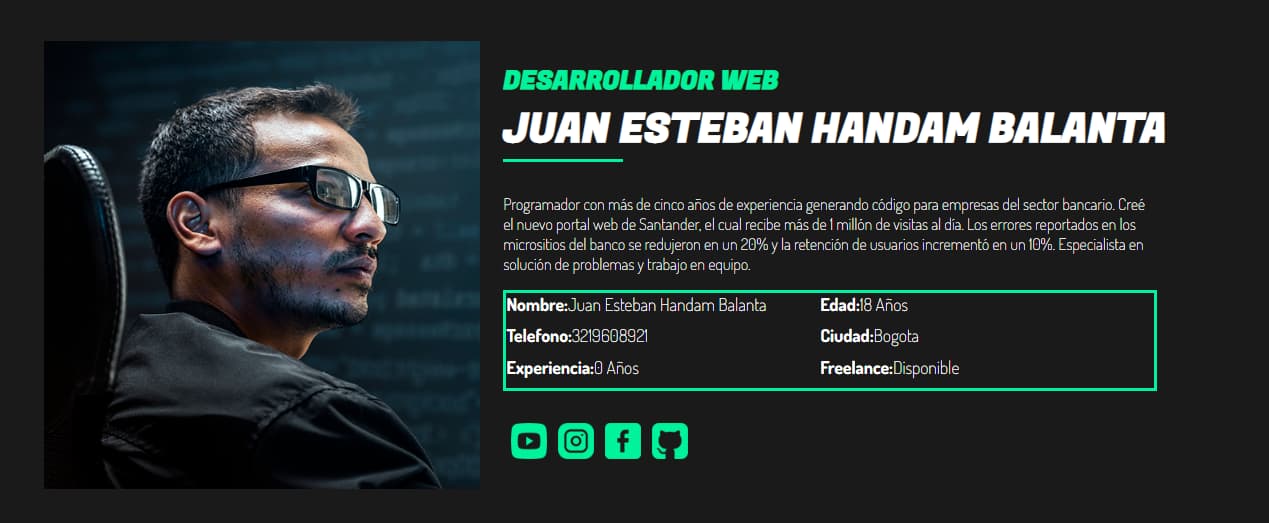 DESARROLLADOR WEB
JUAN ESTEBAN HANDAM BALANTA
Programador con más de cinco años de experiencia generando código para empresas del sector bancario. Creé
el nuevo portal web de Santander, el cual recibe más de 1 millón de visitas al día. Los errores reportados en los
micrositios del banco se redujeron en un 20% y la retención de usuarios incrementó en un 10%. Especialista en
solución de problemas y trabajo en equipo.
Nombre:Juan Esteban Handam Balanta Edad:18 Años
Telefono:3219608921 Ciudad:Bogota
Experiencia:0 Años Freelance:Disponible